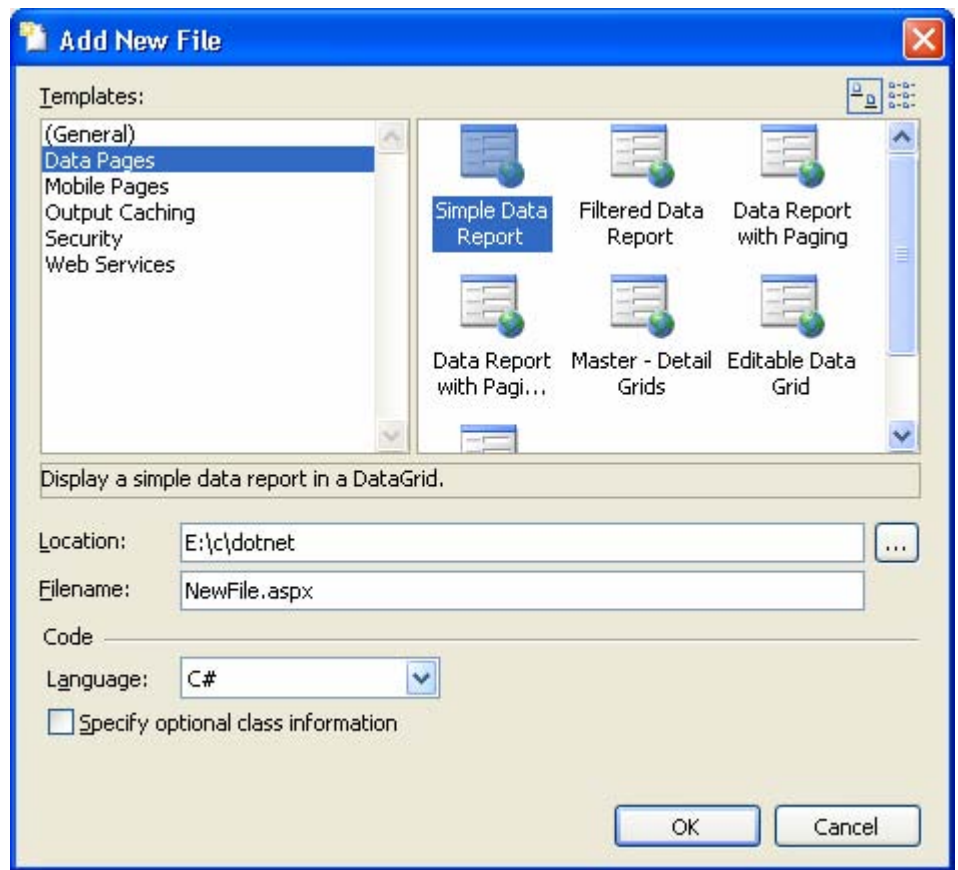 Add New File
Templates:
(General)
Data Pages
Mobile Pages
Output Caching
Security
Web Services
Simple Data
Report
Filtered Data
Report
Data Report
with Paging
Data Report
with Pagi...
Master - Detail
Grids
Editable Data
Grid
Display a simple data report in a DataGrid.
Location:
E:\c\dotnet
...
Filename:
NewFile.aspx
Code
Language:
C#
Specify optional class information
OK
Cancel